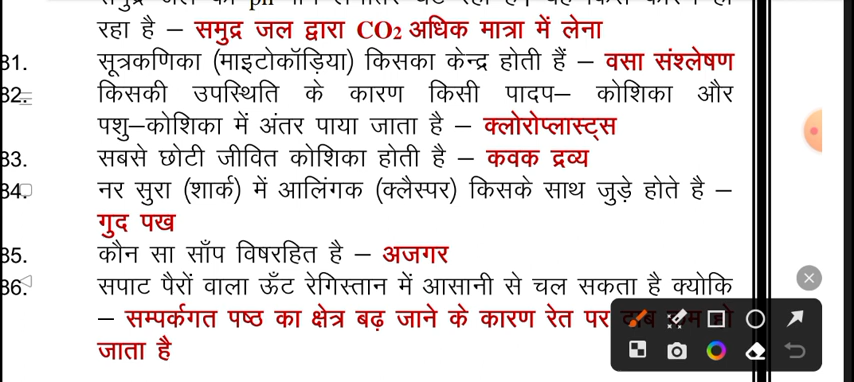 रहा है – समुद्र जल द्वारा CO₂ अधिक मात्रा में लेना
31. सूत्रकणिका (माइटोकॉड़िया) किसका केन्द्र होती हैं – वसा संश्लेषण
32. किसकी उपस्थिति के कारण किसी पादप– कोशिका और
पशु–कोशिका में अंतर पाया जाता है – क्लोरोप्लास्ट्स
33. सबसे छोटी जीवित कोशिका होती है – कवक द्रव्य
34. नर सुरा (शार्क) में आलिंगक (क्लैस्पर) किसके साथ जुड़े होते है –
गुद पख
35. कौन सा साँप विषरहित है – अजगर
36. सपाट पैरों वाला ऊँट रेगिस्तान में आसानी से चल सकता है क्योकि
– सम्पर्कगत पष्ठ का क्षेत्र बढ़ जाने के कारण रेत पर
जाता है